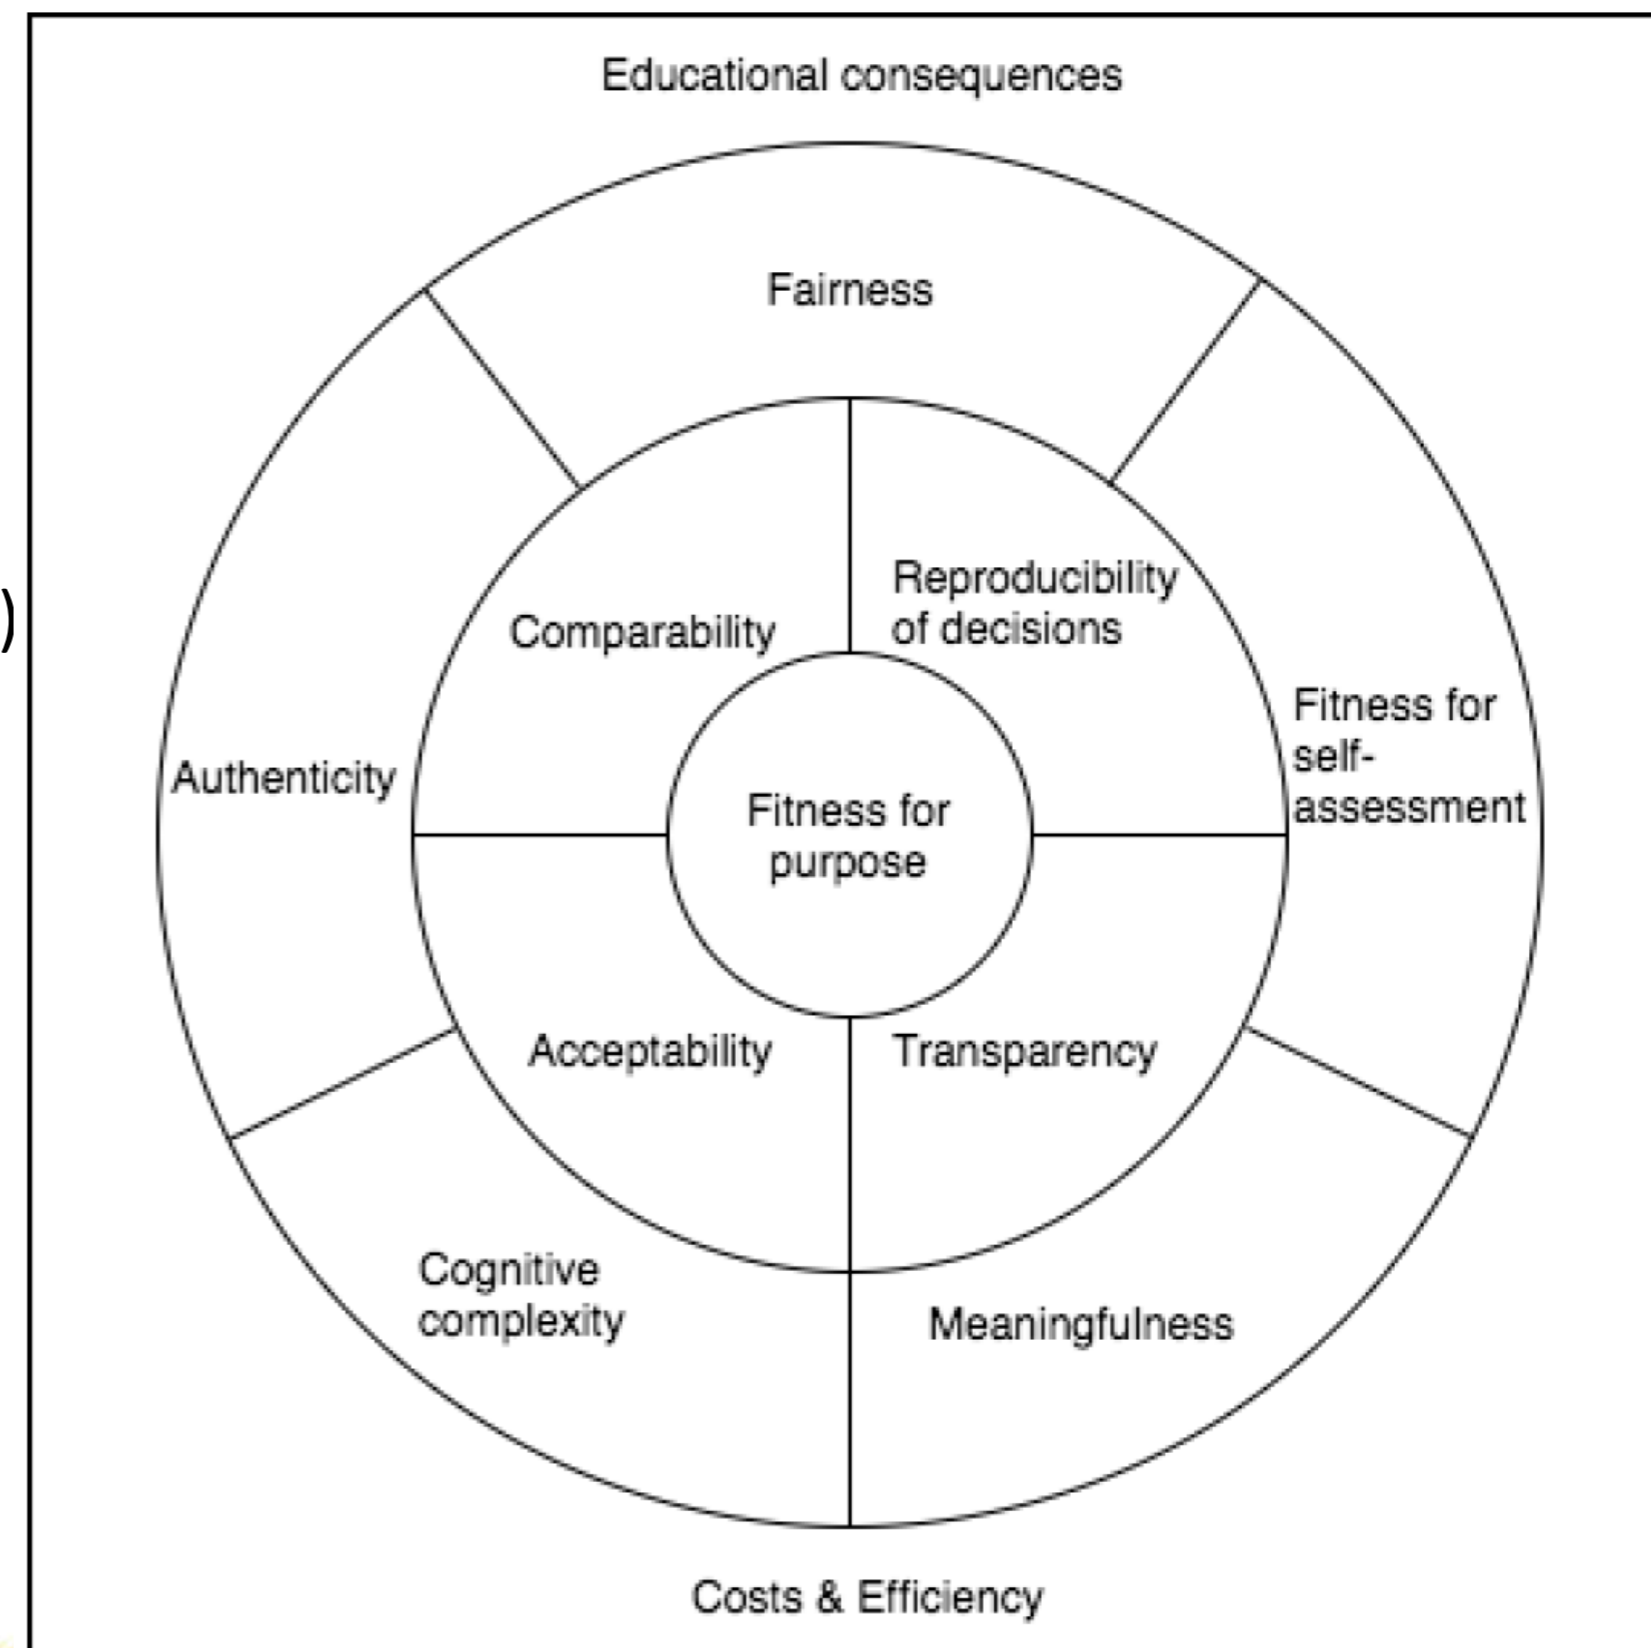 Educational consequences
Fairness
Reproducibility
of decisions
Comparability
)
Fitness for
self-
assessment
Authenticity
Fitness for
purpose
Acceptability
Transparency
Cognitive
complexity
Meaningfulness
Costs & Efficiency